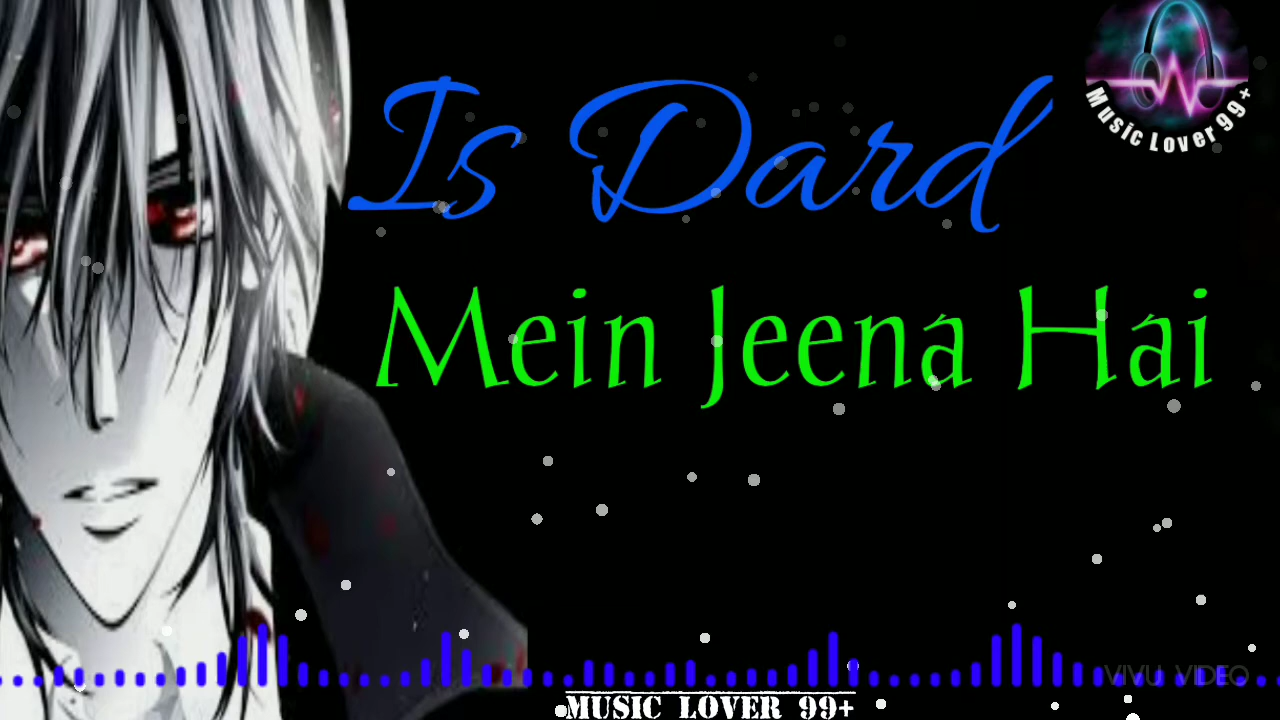 Is Dard
Mein Jeena Hai
Music Lover 99+
VIVU VIDEO
MUSIC LOVER 99+